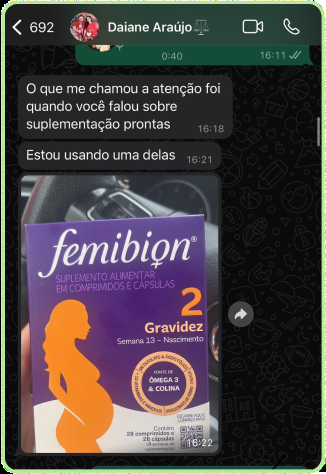 692
Daiane Araújo
0:40
16:11
O que me chamou a atenção foi
quando você falou sobre
suplementação prontas
16:18
Estou usando uma delas
16:21
femibion®
SUPLEMENTO ALIMENTAR
EM COMPRIMIDOS E CÁPSULAS
2
Gravidez
Semana 13 – Nascimento
FONTE DE
ÔMEGA 3
& COLINA
Contém
28 comprimidos e
28 cápsulas
16:22